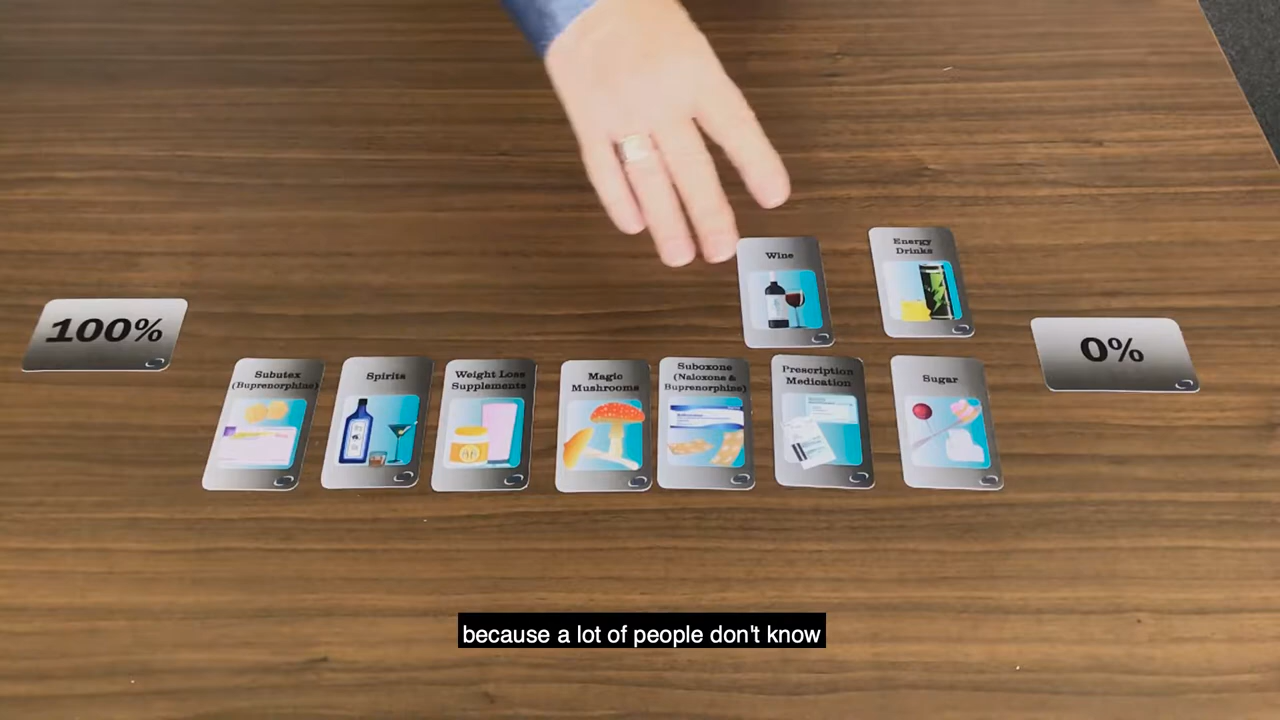 Wine
Energy
Drinks
100%
0%
Subutex
(Buprenorphine)
Spirits
Weight Loss
Supplements
Magic
Mushrooms
Suboxone
(Naloxone &
Buprenorphine)
Prescription
Medication
Sugar
because a lot of people don't know